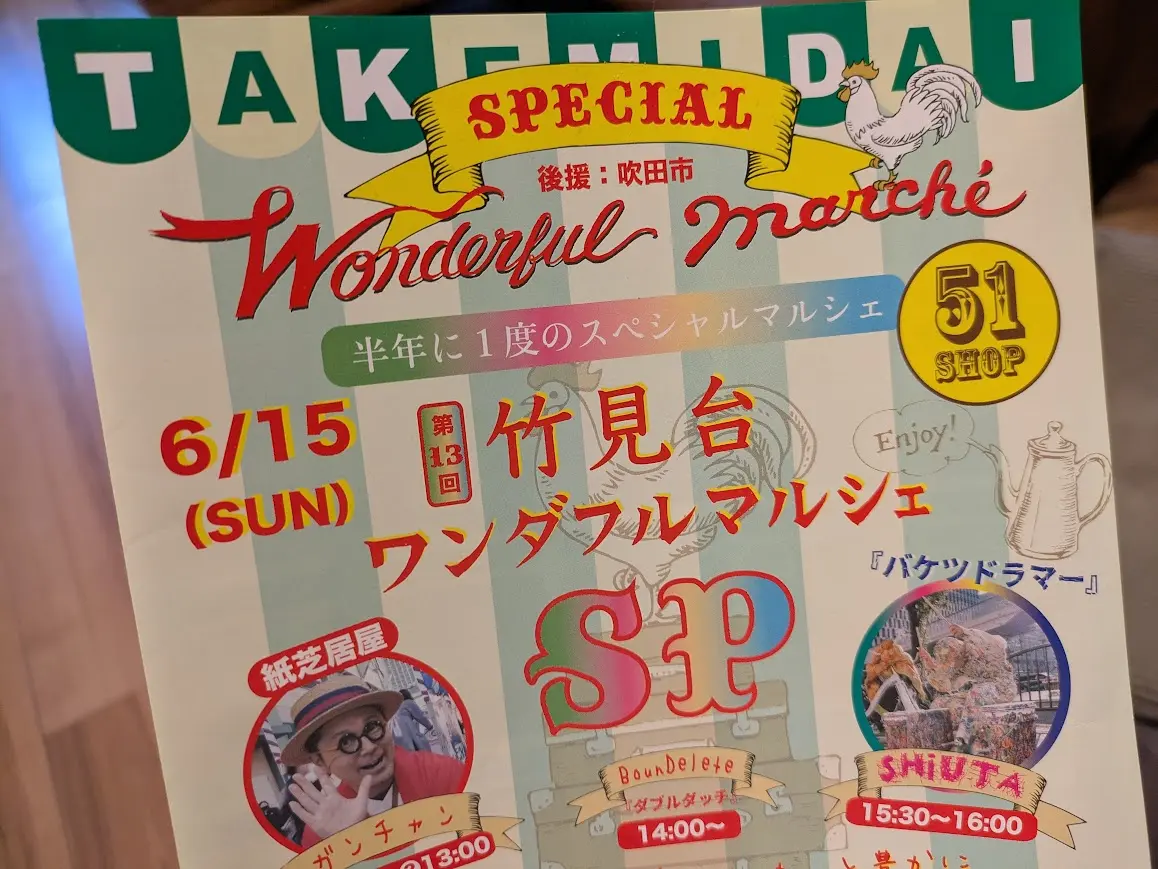 TAKEMIDAI
SPECIAL
後援：吹田市
Wonderful marché
半年に1度のスペシャルマルシェ
51
SHOP
6/15
(SUN)
第
13
回
竹見台
ワンダフルマルシェ
Enjoy!
SP
『バケツドラマー』
紙芝居屋
ガンチャン
@13:00
BounDelete
『ダブルダッチ』
14:00～
SHiUTA
15:30～16:00
し豊かに